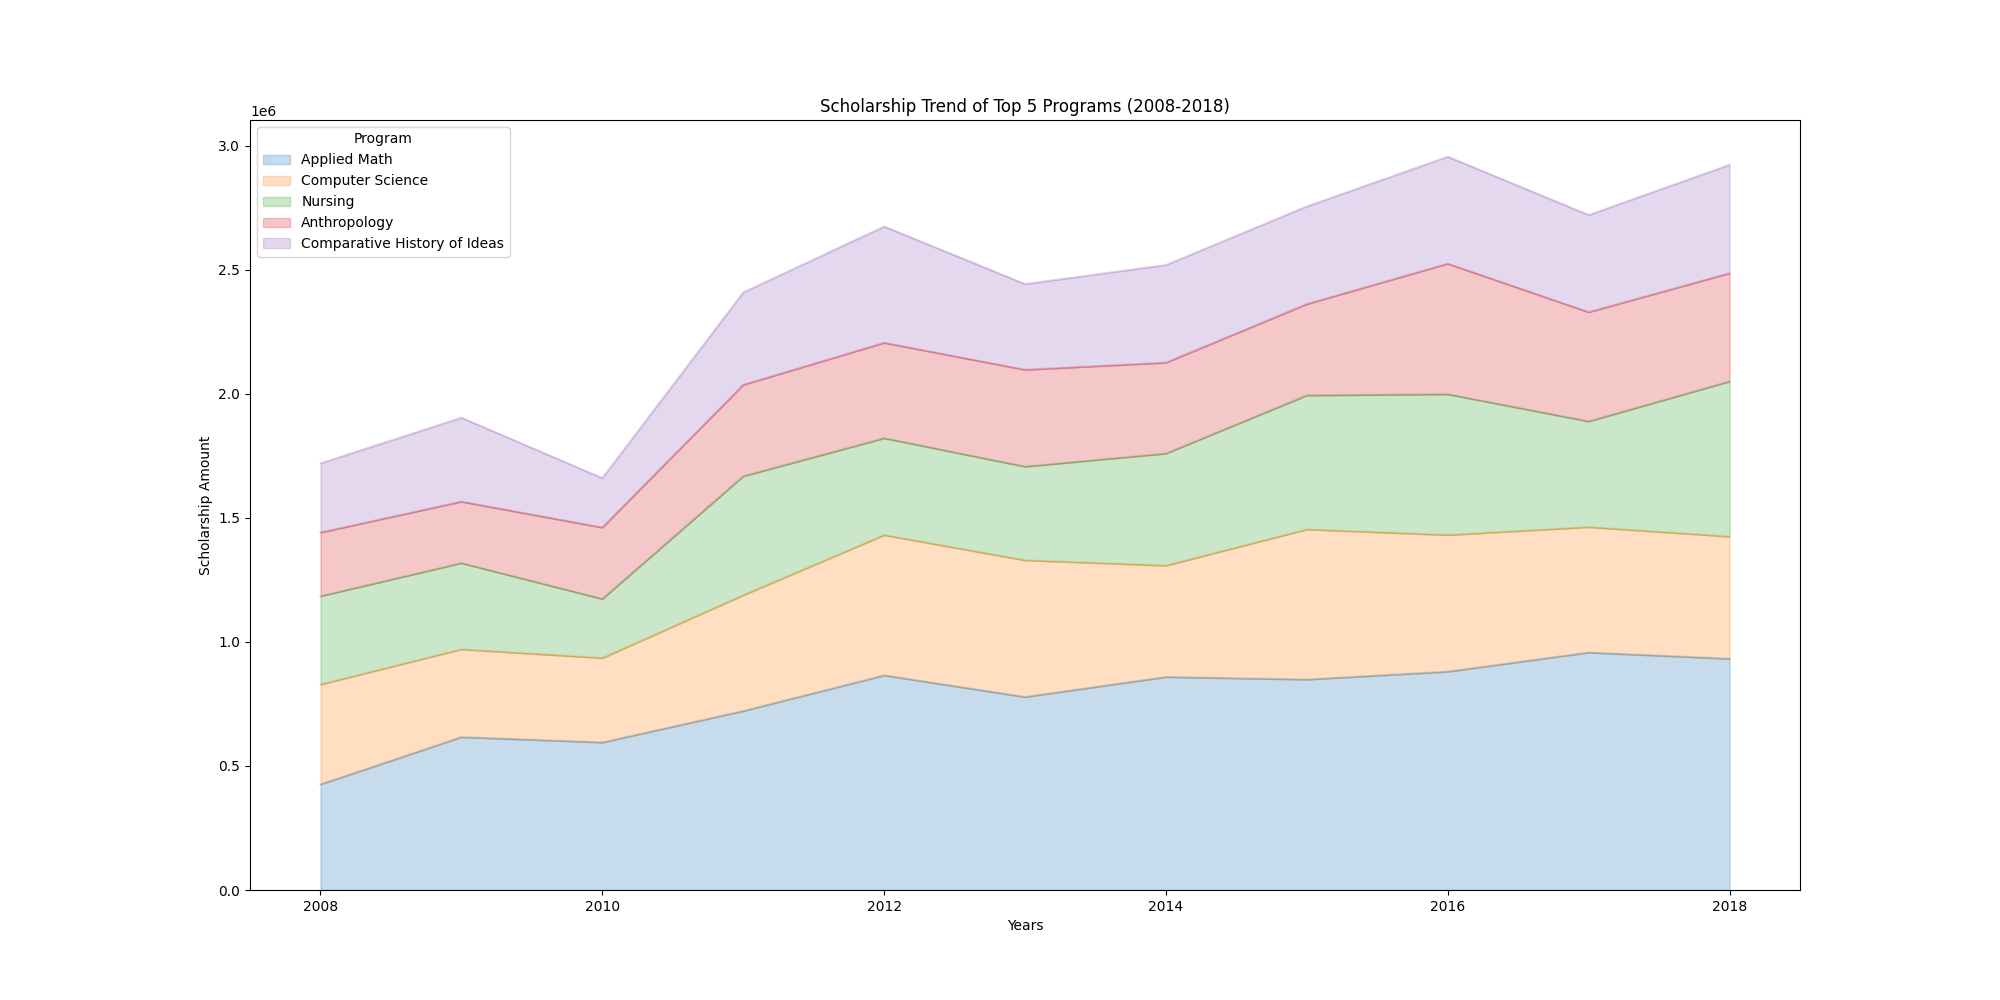 Scholarship Trend of Top 5 Programs (2008-2018)
1e6
Program
Applied Math
Computer Science
Nursing
Anthropology
Comparative History of Ideas
3.0
2.5
2.0
1.5
1.0
0.5
0.0
Scholarship Amount
2008 2010 2012 2014 2016 2018
Years